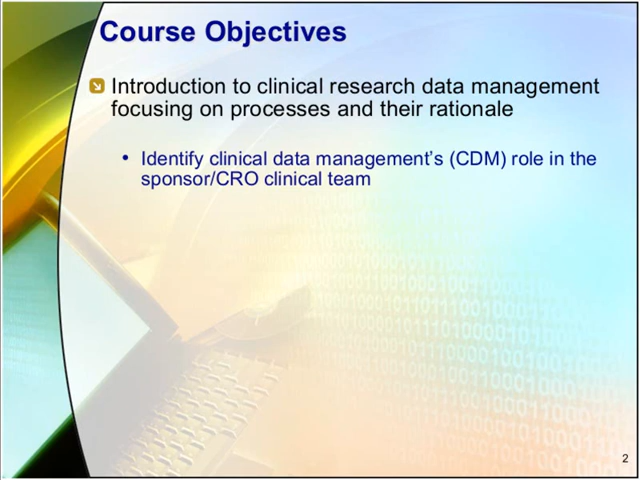 Course Objectives
Introduction to clinical research data management
focusing on processes and their rationale
• Identify clinical data management's (CDM) role in the
sponsor/CRO clinical team
2